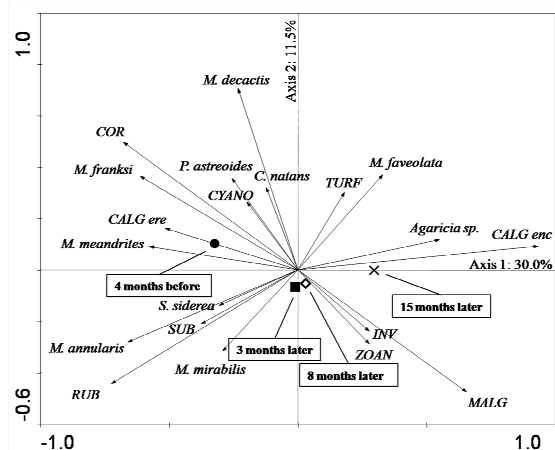 1.0
Axis 2: 11.5%
M. decactis
COR
P. astreoides
M. faveolata
M. franksi
C. natans
TURF
CYANO
CALG ere
Agaricia sp.
CALG enc
M. meandrites
Axis 1: 30.0%
4 months before
15 months later
S. siderea
SUB
INV
M. annularis
3 months later
ZOAN
M. mirabilis
8 months later
RUB
MALG
-0.6
-1.0
1.0